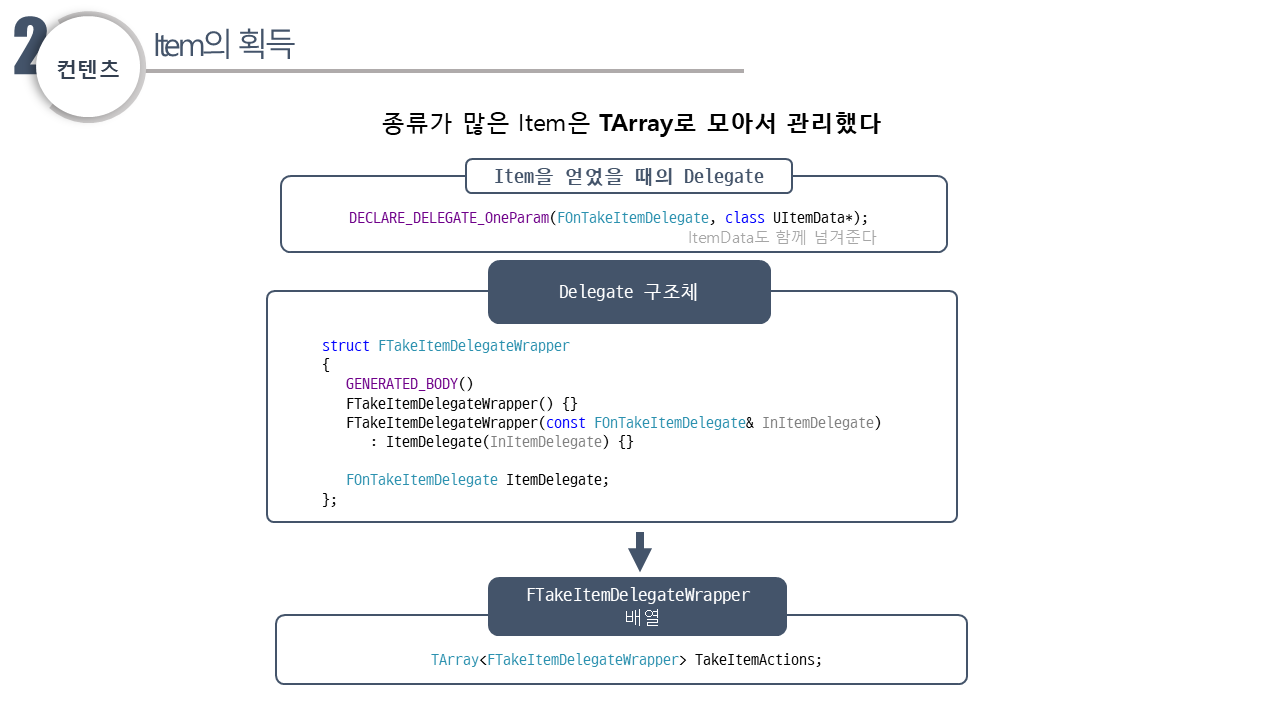 2
컨텐츠
Item의 획득
종류가 많은 Item은 TArray로 모아서 관리했다
Item을 얻었을 때의 Delegate
DECLARE_DELEGATE_OneParam(FOnTakeItemDelegate, class UItemData*);
ItemData도 함께 넘겨준다
Delegate 구조체
struct FTakeItemDelegateWrapper
{
GENERATED_BODY()
FTakeItemDelegateWrapper() {}
FTakeItemDelegateWrapper(const FOnTakeItemDelegate& InItemDelegate)
: ItemDelegate(InItemDelegate) {}
FOnTakeItemDelegate ItemDelegate;
};
FTakeItemDelegateWrapper
배열
TArray<FTakeItemDelegateWrapper> TakeItemActions;